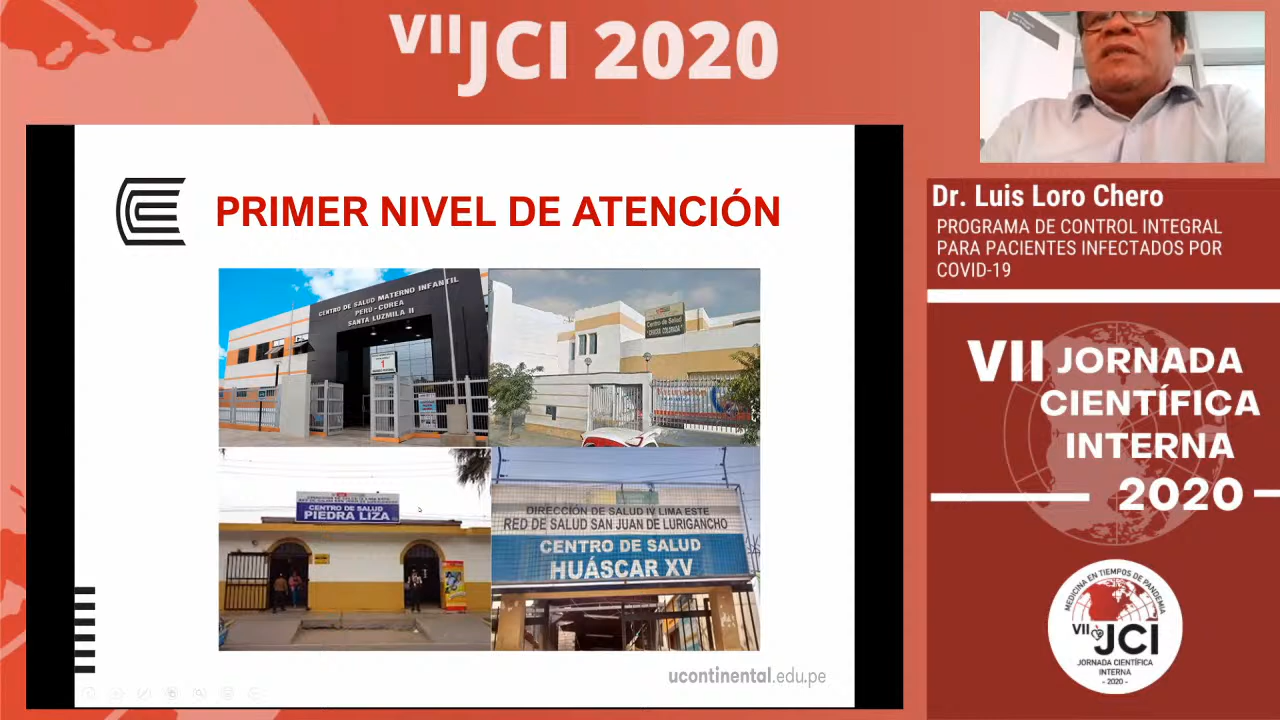 VII JCI 2020
PRIMER NIVEL DE ATENCIÓN
CENTRO DE SALUD MATERNO INFANTIL
PERÚ-COREA
SANTA LUZMILA II
1
Centro de Salud
CENTRO DE SALUD
PIEDRA LIZA
DIRECCIÓN DE SALUD IV LIMA ESTE
RED DE SALUD SAN JUAN DE LURIGANCHO
CENTRO DE SALUD
HUÁSCAR XV
ucontinental.edu.pe
Dr. Luis Loro Chero
PROGRAMA DE CONTROL INTEGRAL
PARA PACIENTES INFECTADOS POR
COVID-19
VII JORNADA
CIENTÍFICA
INTERNA
2020
MEDICINA EN TIEMPOS DE PANDEMIA
VII JCI
JORNADA CIENTÍFICA
INTERNA
- 2020 -